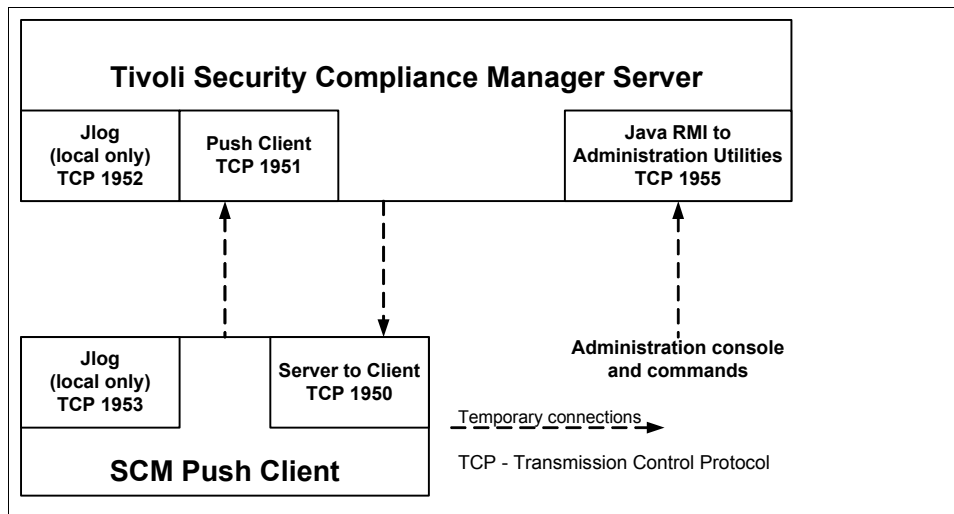 Tivoli Security Compliance Manager Server
Jlog
(local only)
TCP 1952
Push Client
TCP 1951
Java RMI to
Administration Utilities
TCP 1955
Jlog
(local only)
TCP 1953
Server to Client
TCP 1950
Administration console
and commands
SCM Push Client
Temporary connections
TCP - Transmission Control Protocol